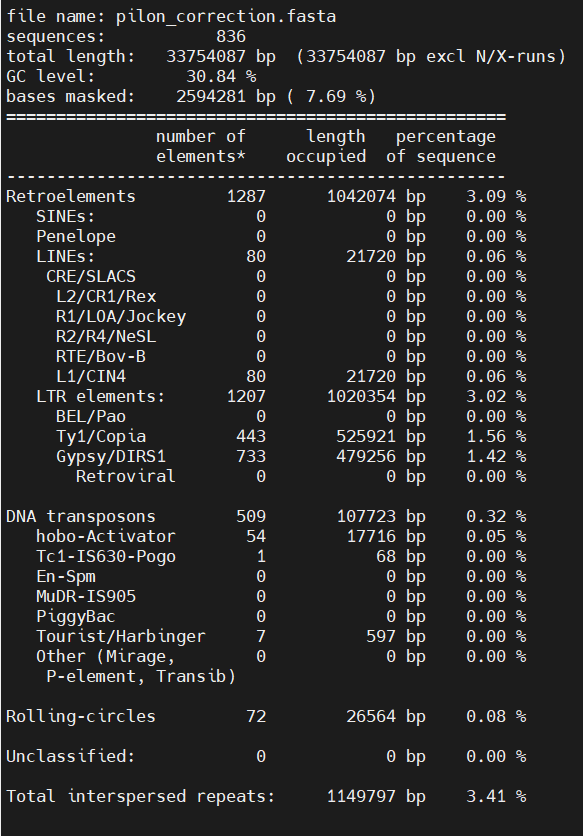 file name: pilon_correction.fasta
sequences:           836
total length:   33754087 bp  (33754087 bp excl N/X-runs)
GC level:         30.84 %
bases masked:    2594281 bp ( 7.69 %)
==================================================
               number of      length   percentage
               elements*    occupied  of sequence
--------------------------------------------------
Retroelements         1287      1042074 bp    3.09 %
   SINEs:                0            0 bp    0.00 %
   Penelope              0            0 bp    0.00 %
   LINEs:               80        21720 bp    0.06 %
    CRE/SLACS            0            0 bp    0.00 %
     L2/CR1/Rex          0            0 bp    0.00 %
     R1/LOA/Jockey       0            0 bp    0.00 %
     R2/R4/NeSL          0            0 bp    0.00 %
     RTE/Bov-B           0            0 bp    0.00 %
     L1/CIN4            80        21720 bp    0.06 %
   LTR elements:      1207      1020354 bp    3.02 %
     BEL/Pao             0            0 bp    0.00 %
     Ty1/Copia         443       525921 bp    1.56 %
     Gypsy/DIRS1       733       479256 bp    1.42 %
       Retroviral        0            0 bp    0.00 %

DNA transposons        509       107723 bp    0.32 %
   hobo-Activator       54        17716 bp    0.05 %
   Tc1-IS630-Pogo        1           68 bp    0.00 %
   En-Spm                0            0 bp    0.00 %
   MuDR-IS905            0            0 bp    0.00 %
   PiggyBac              0            0 bp    0.00 %
   Tourist/Harbinger     7          597 bp    0.00 %
   Other (Mirage,        0            0 bp    0.00 %
    P-element, Transib)

Rolling-circles         72        26564 bp    0.08 %

Unclassified:            0            0 bp    0.00 %

Total interspersed repeats:     1149797 bp    3.41 %